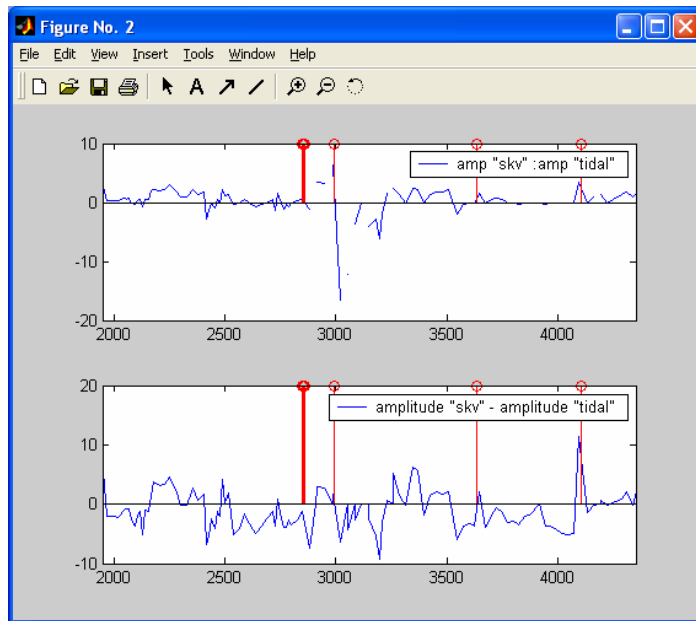 Figure No. 2
File Edit View Insert Tools Window Help
A
10
0
-10
-20
amp "skv" :amp "tidal"
2000 2500 3000 3500 4000
20
10
0
-10
amplitude "skv" - amplitude "tidal"
2000 2500 3000 3500 4000